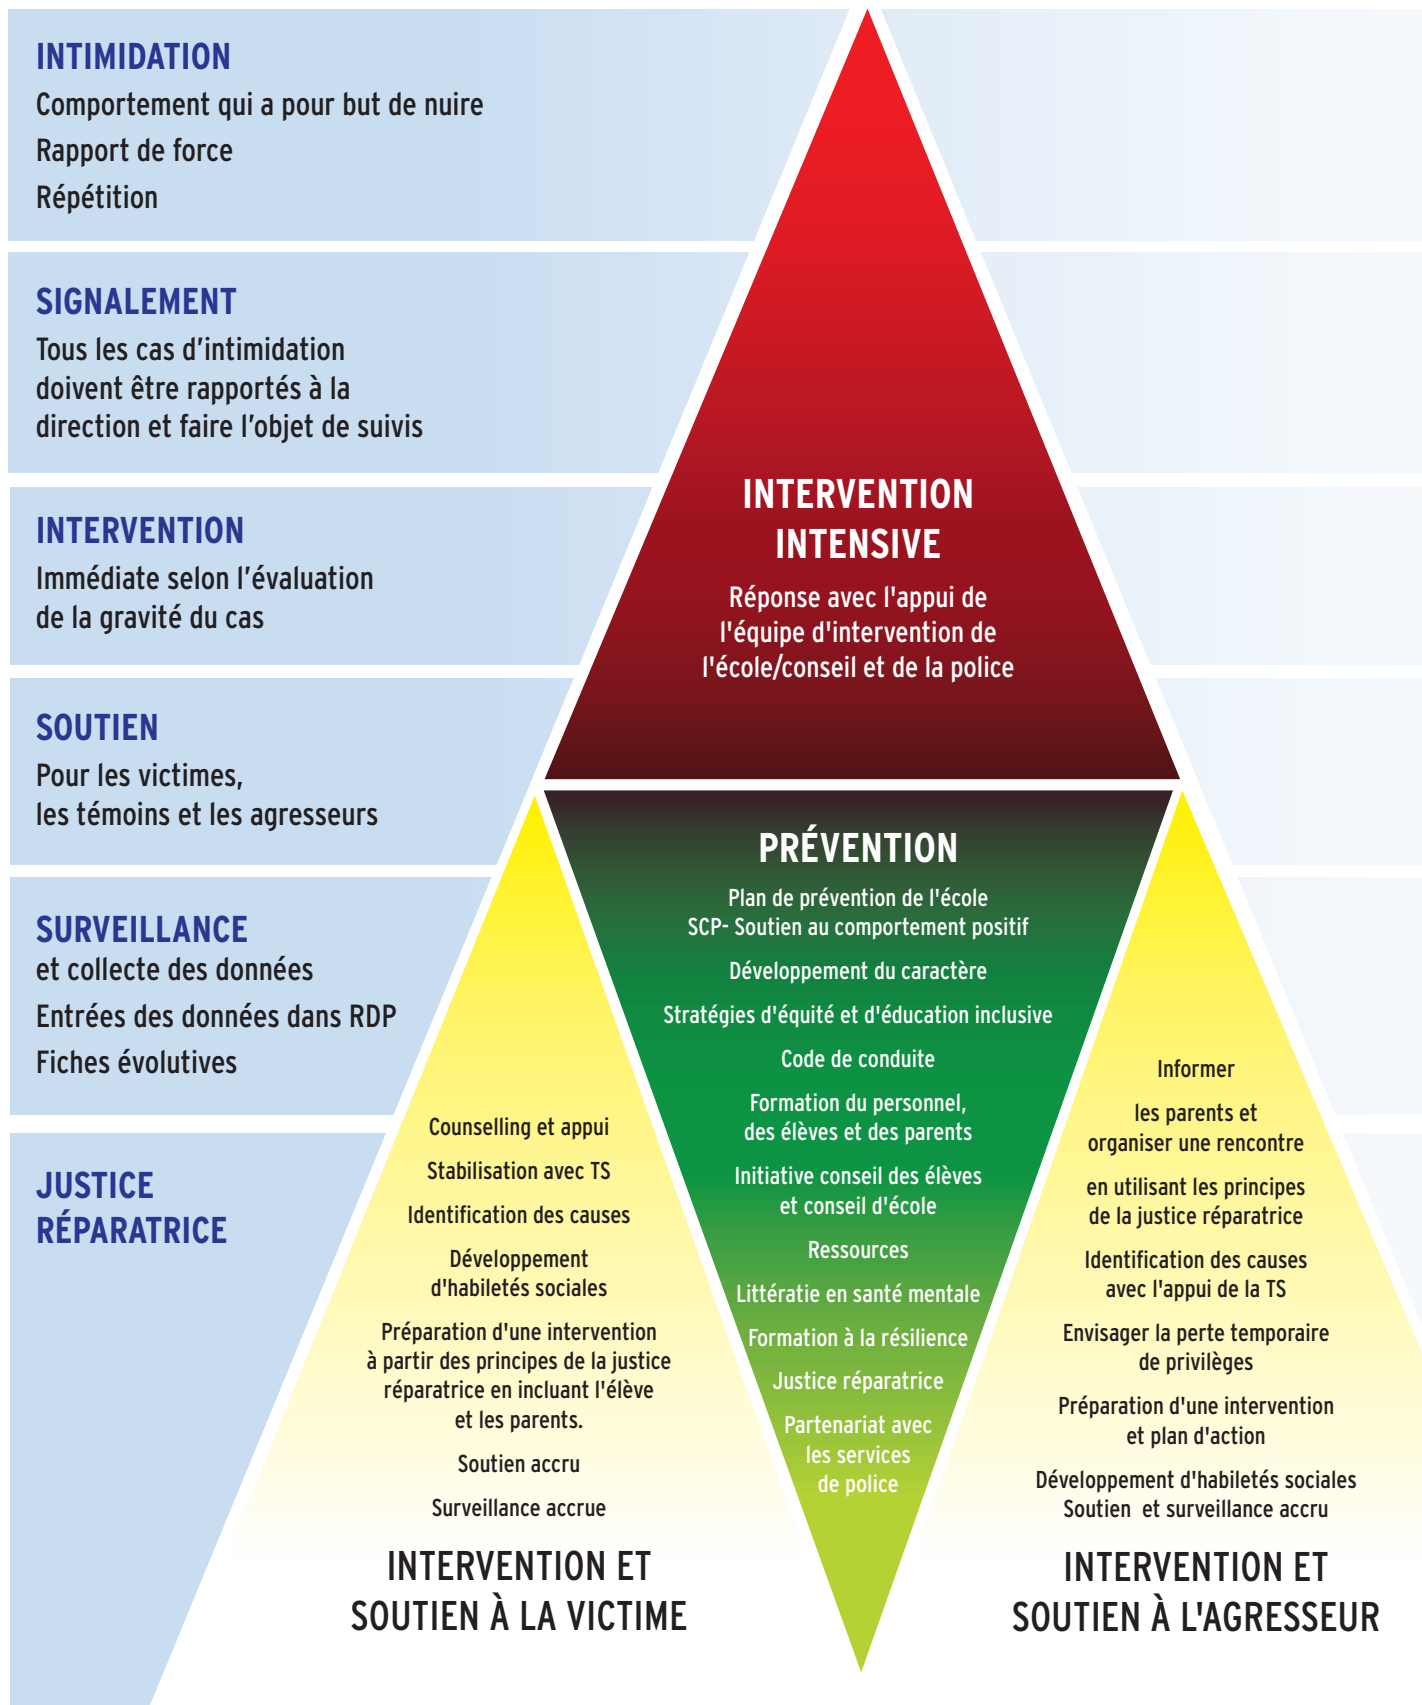 INTIMIDATION
Comportement qui a pour but de nuire
Rapport de force
Répétition
SIGNALEMENT
Tous les cas d’intimidation
doivent être rapportés à la
direction et faire l’objet de suivis
INTERVENTION
Immédiate selon l’évaluation
de la gravité du cas
SOUTIEN
Pour les victimes,
les témoins et les agresseurs
SURVEILLANCE
et collecte des données
Entrées des données dans RDP
Fiches évolutives
JUSTICE
RÉPARATRICE
INTERVENTION
INTENSIVE
Réponse avec l'appui de
l'équipe d'intervention de
l'école/conseil et de la police
PRÉVENTION
Plan de prévention de l'école
SCP- Soutien au comportement positif
Développement du caractère
Stratégies d'équité et d'éducation inclusive
Code de conduite
Formation du personnel,
des élèves et des parents
Initiative conseil des élèves
et conseil d'école
Ressources
Littératie en santé mentale
Formation à la résilience
Justice réparatrice
Partenariat avec
les services
de police
Counselling et appui
Stabilisation avec TS
Identification des causes
Développement
d'habiletés sociales
Préparation d'une intervention
à partir des principes de la justice
réparatrice en incluant l'élève
et les parents.
Soutien accru
Surveillance accrue
INTERVENTION ET
SOUTIEN À LA VICTIME
Informer
les parents et
organiser une rencontre
en utilisant les principes
de la justice réparatrice
Identification des causes
avec l'appui de la TS
Envisager la perte temporaire
de privilèges
Préparation d'une intervention
et plan d'action
Développement d'habiletés sociales
Soutien et surveillance accru
INTERVENTION ET
SOUTIEN À L'AGRESSEUR